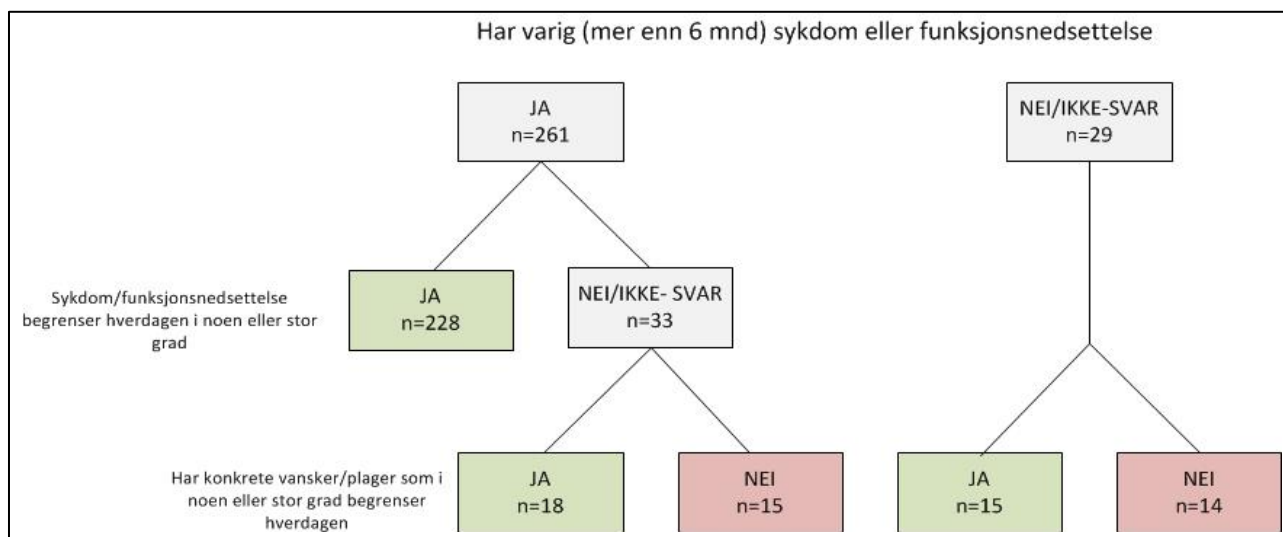 Har varig (mer enn 6 mnd) sykdom eller funksjonsnedsettelse
JA
n=261
NEI/IKKE-SVAR
n=29
Sykdom/funksjonsnedsettelse
begrenser hverdagen i noen eller stor
grad
JA
n=228
NEI/IKKE- SVAR
n=33
Har konkrete vansker/plager som i
noen eller stor grad begrenser
hverdagen
JA
n=18
NEI
n=15
JA
n=15
NEI
n=14